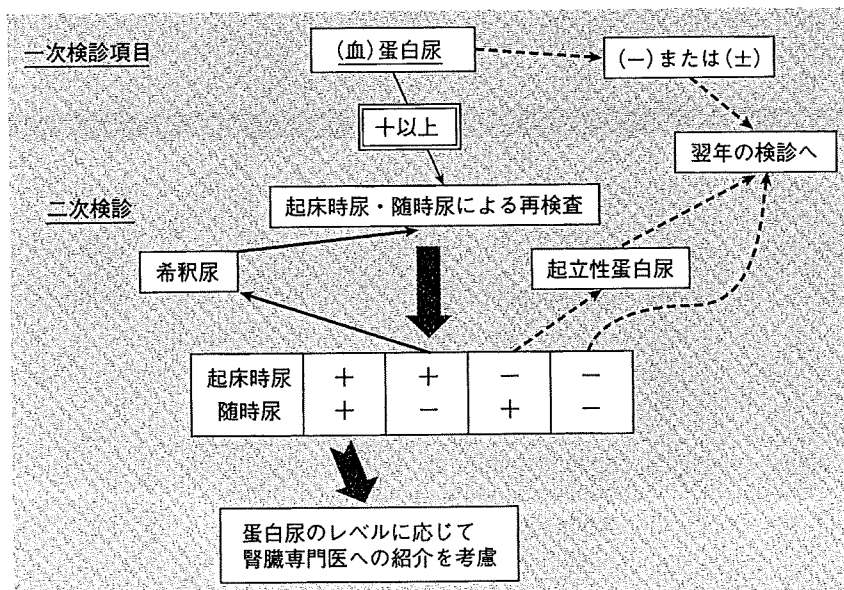 一次検診項目
(血)蛋白尿
(−)または(±)
+以上
翌年の検診へ
二次検診
起床時尿・随時尿による再検査
希釈尿
起立性蛋白尿
起床時尿 + + − −
随時尿 + − + −
蛋白尿のレベルに応じて
腎臓専門医への紹介を考慮